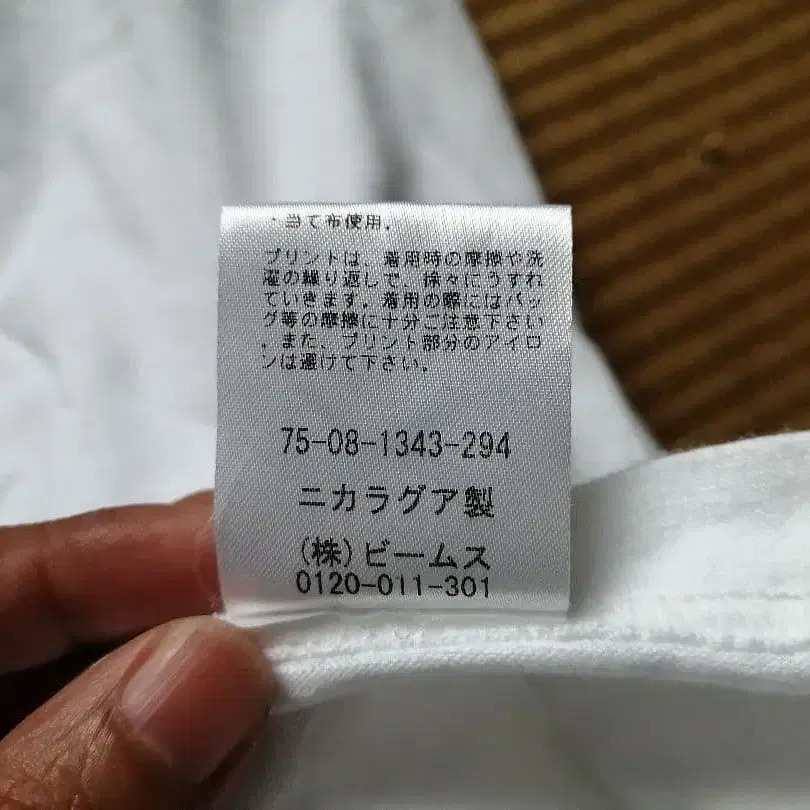 ・当て布使用.
プリントは、着用時の摩擦や洗
濯の繰り返しで、徐々にうすれ
ていきます.着用の際にはバッ
グ等の摩擦に十分ご注意下さい
.また、プリント部分のアイロ
ンは避けて下さい.
75-08-1343-294
ニカラグア製
(株)ビームス
0120-011-301